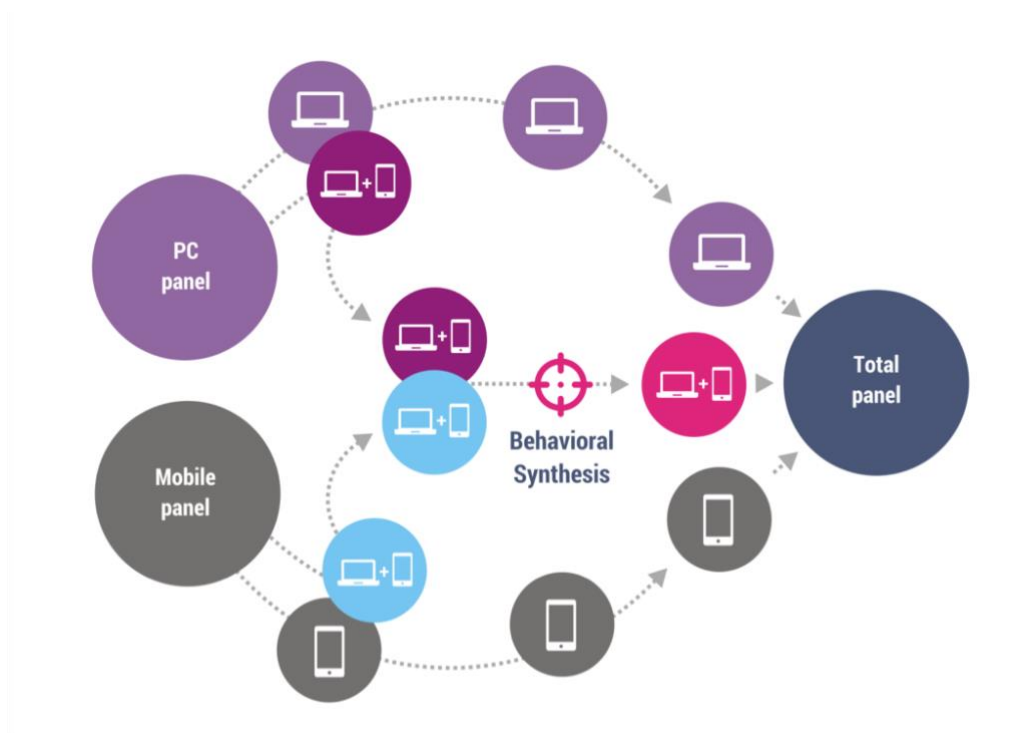 PC
panel
Total
panel
Behavioral
Synthesis
Mobile
panel